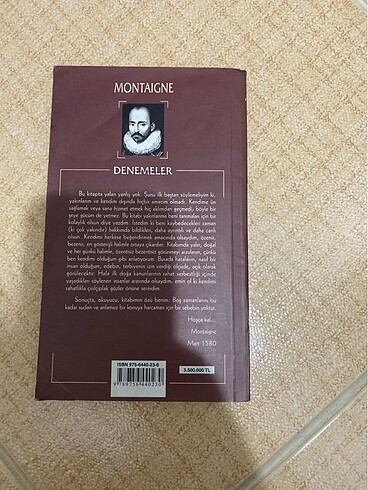 MONTAIGNE
DENEMELER
Bu kitapta yalan yanlış yok. Şunu ilk baştan söylemeliyim ki,
yakınlarım ve kendim dışında hiçbir amacım olmadı. Kendime ün
sağlamak veya sana hizmet etmek hiç aklımdan geçmedi, böyle bir
şeye gücüm de yetmez. Bu kitabı yakınlarıma beni tanımaları için bir
kolaylık olsun diye yazdım. İstedim ki beni kaybedecekleri zaman
(ki çok yakındır) hakkımda bildikleri, daha ayrıntılı ve daha canlı
olsun. Kendimi herkese beğendirmek amacında olsaydım, özenir,
bezenir, en gösterişli halimle ortaya çıkardım. Kitabımda yalın, doğal
ve her günkü halimle, özentisiz bezentisiz görünmeyi arzularım, çünkü
ben kendimi olduğum gibi anlatıyorum. Burada hatalarım, nasıl bir
insan olduğum, edebin, terbiyenin izin verdiği ölçüde, açık olarak
görülecektir. Hala ilk doğa kanunlarının rahat serbestliği içinde
yaşadıkları söylenen insanlar arasında olsaydım, emin ol ki kendimi
rahatlıkla çırılçıplak gözler önüne sererdim
Sonuçta, okuyucu, kitabımın özü benim: Boş zamanlarını bu
kadar sudan ve anlamsız bir konuya harcaman için bir sebebin yoktur.
Hoşça kal...
Montaigne
Mart 1580
ISBN 975-6440-23-6
9 789756 440230
3.500.000 TL